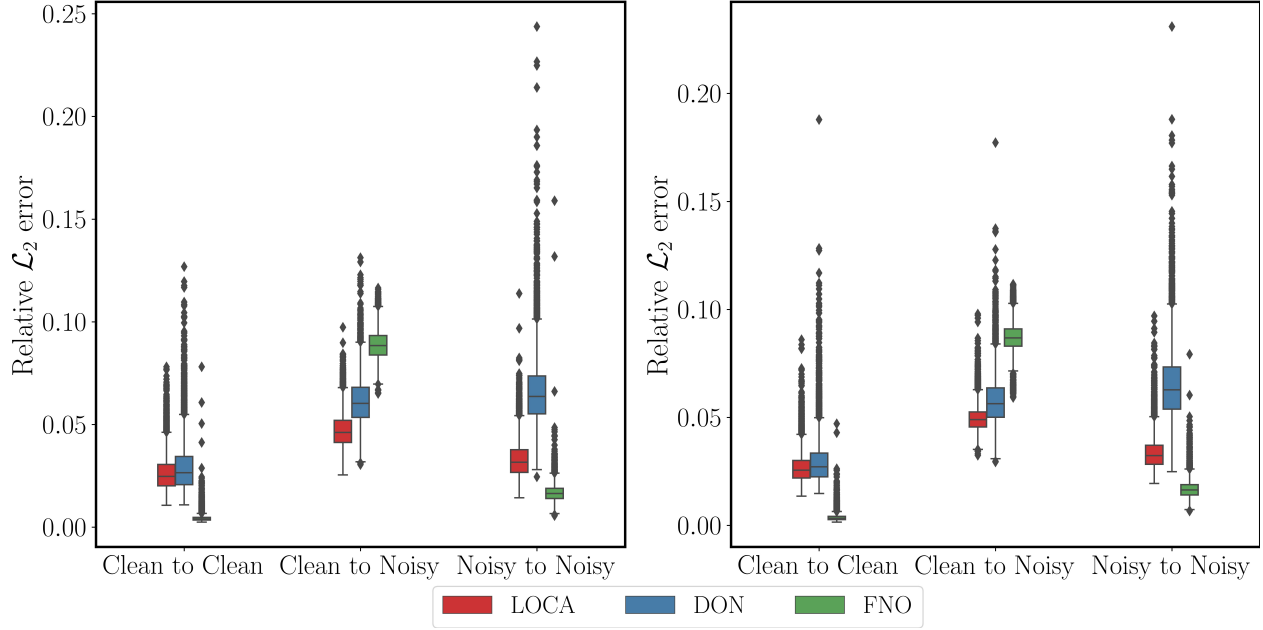 0.25
0.20
0.15
0.10
0.05
0.00
Relative 𝓛₂ error
Clean to Clean
Clean to Noisy
Noisy to Noisy
0.20
0.15
0.10
0.05
0.00
Relative 𝓛₂ error
Clean to Clean
Clean to Noisy
Noisy to Noisy
LOCA
DON
FNO